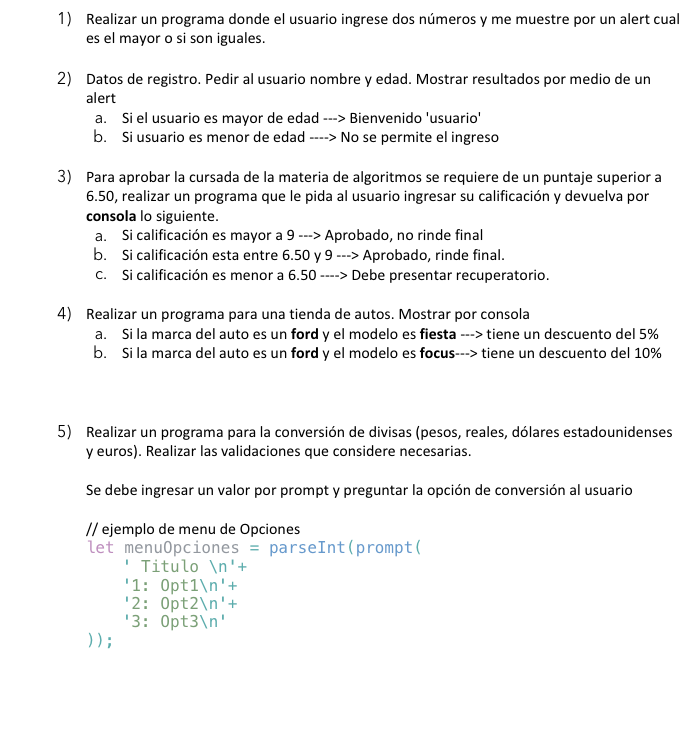 1) Realizar un programa donde el usuario ingrese dos números y me muestre por un alert cual
es el mayor o si son iguales.
2) Datos de registro. Pedir al usuario nombre y edad. Mostrar resultados por medio de un
alert
a. Si el usuario es mayor de edad ---> Bienvenido 'usuario'
b. Si usuario es menor de edad ----> No se permite el ingreso
3) Para aprobar la cursada de la materia de algoritmos se requiere de un puntaje superior a
6.50, realizar un programa que le pida al usuario ingresar su calificación y devuelva por
consola lo siguiente.
a. Si calificación es mayor a 9 ---> Aprobado, no rinde final
b. Si calificación esta entre 6.50 y 9 ---> Aprobado, rinde final.
c. Si calificación es menor a 6.50 ----> Debe presentar recuperatorio.
4) Realizar un programa para una tienda de autos. Mostrar por consola
a. Si la marca del auto es un ford y el modelo es fiesta ---> tiene un descuento del 5%
b. Si la marca del auto es un ford y el modelo es focus---> tiene un descuento del 10%
5) Realizar un programa para la conversión de divisas (pesos, reales, dólares estadounidenses
y euros). Realizar las validaciones que considere necesarias.
Se debe ingresar un valor por prompt y preguntar la opción de conversión al usuario
// ejemplo de menu de Opciones
let menuOpciones = parseInt(prompt(
' Titulo \n'+
'1: Opt1\n'+
'2: Opt2\n'+
'3: Opt3\n'
));